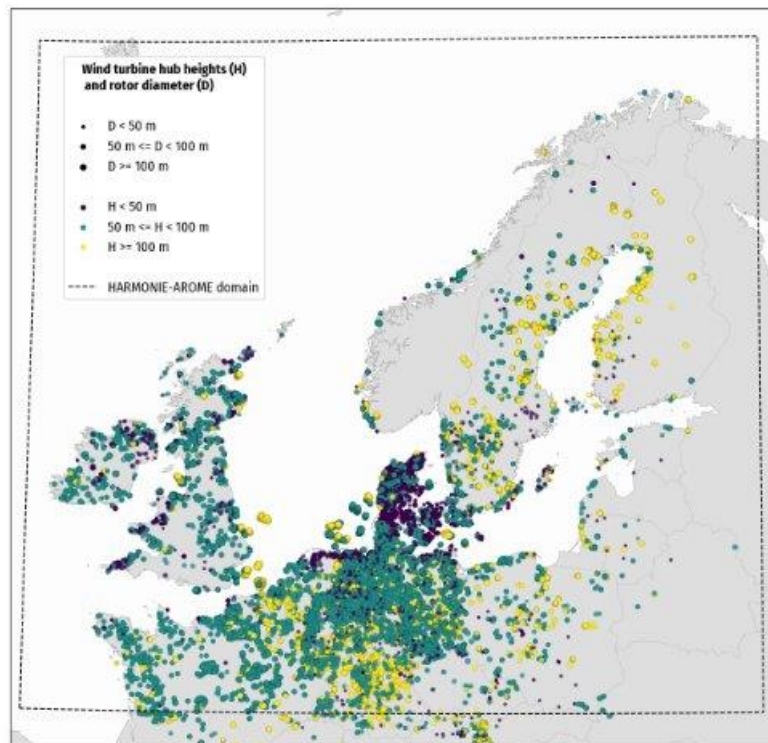 Wind turbine hub heights (H)
and rotor diameter (D)
D < 50 m
50 m <= D < 100 m
D >= 100 m
H < 50 m
50 m <= H < 100 m
H >= 100 m
HARMONIE-AROME domain